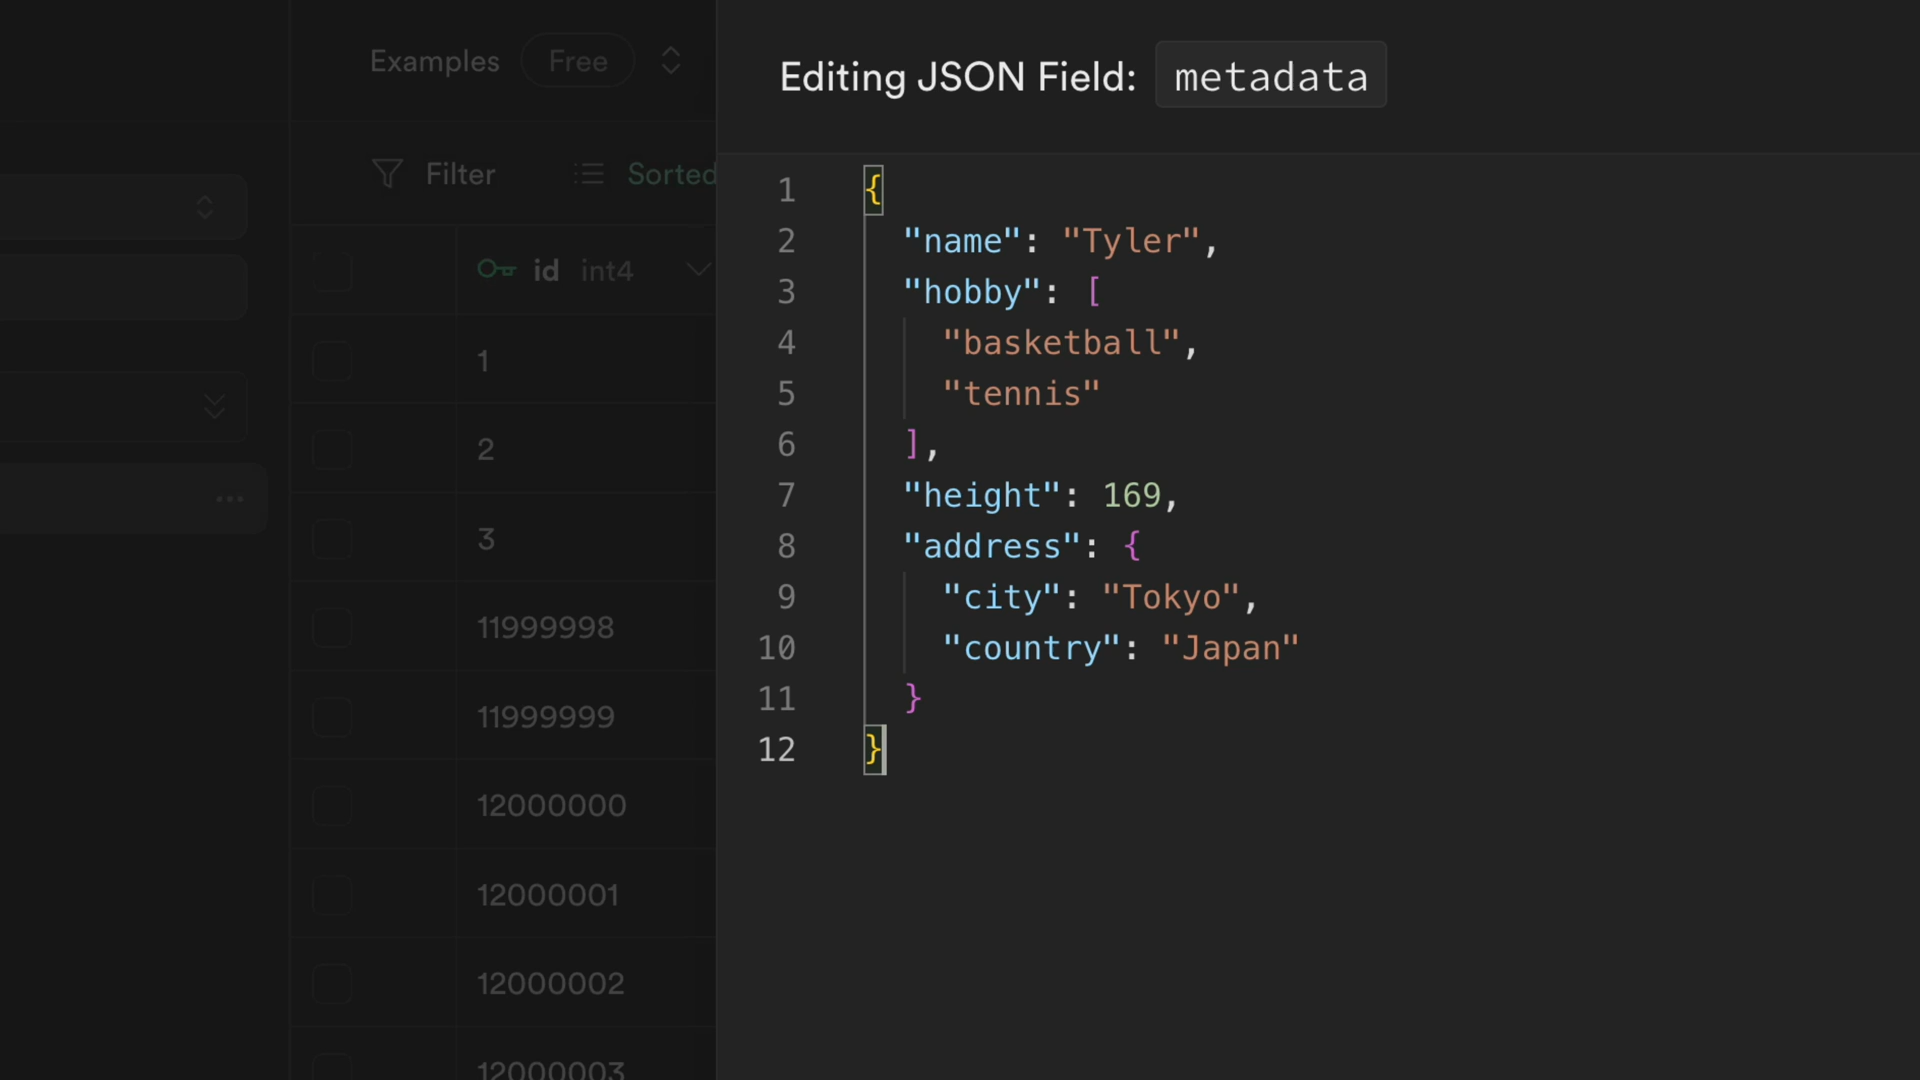 Examples Free
Filter Sorted
id int4
1
2
3
11999998
11999999
12000000
12000001
12000002
12000003
Editing JSON Field: metadata
1 {
2 "name": "Tyler",
3 "hobby": [
4 "basketball",
5 "tennis"
6 ],
7 "height": 169,
8 "address": {
9 "city": "Tokyo",
10 "country": "Japan"
11 }
12 }